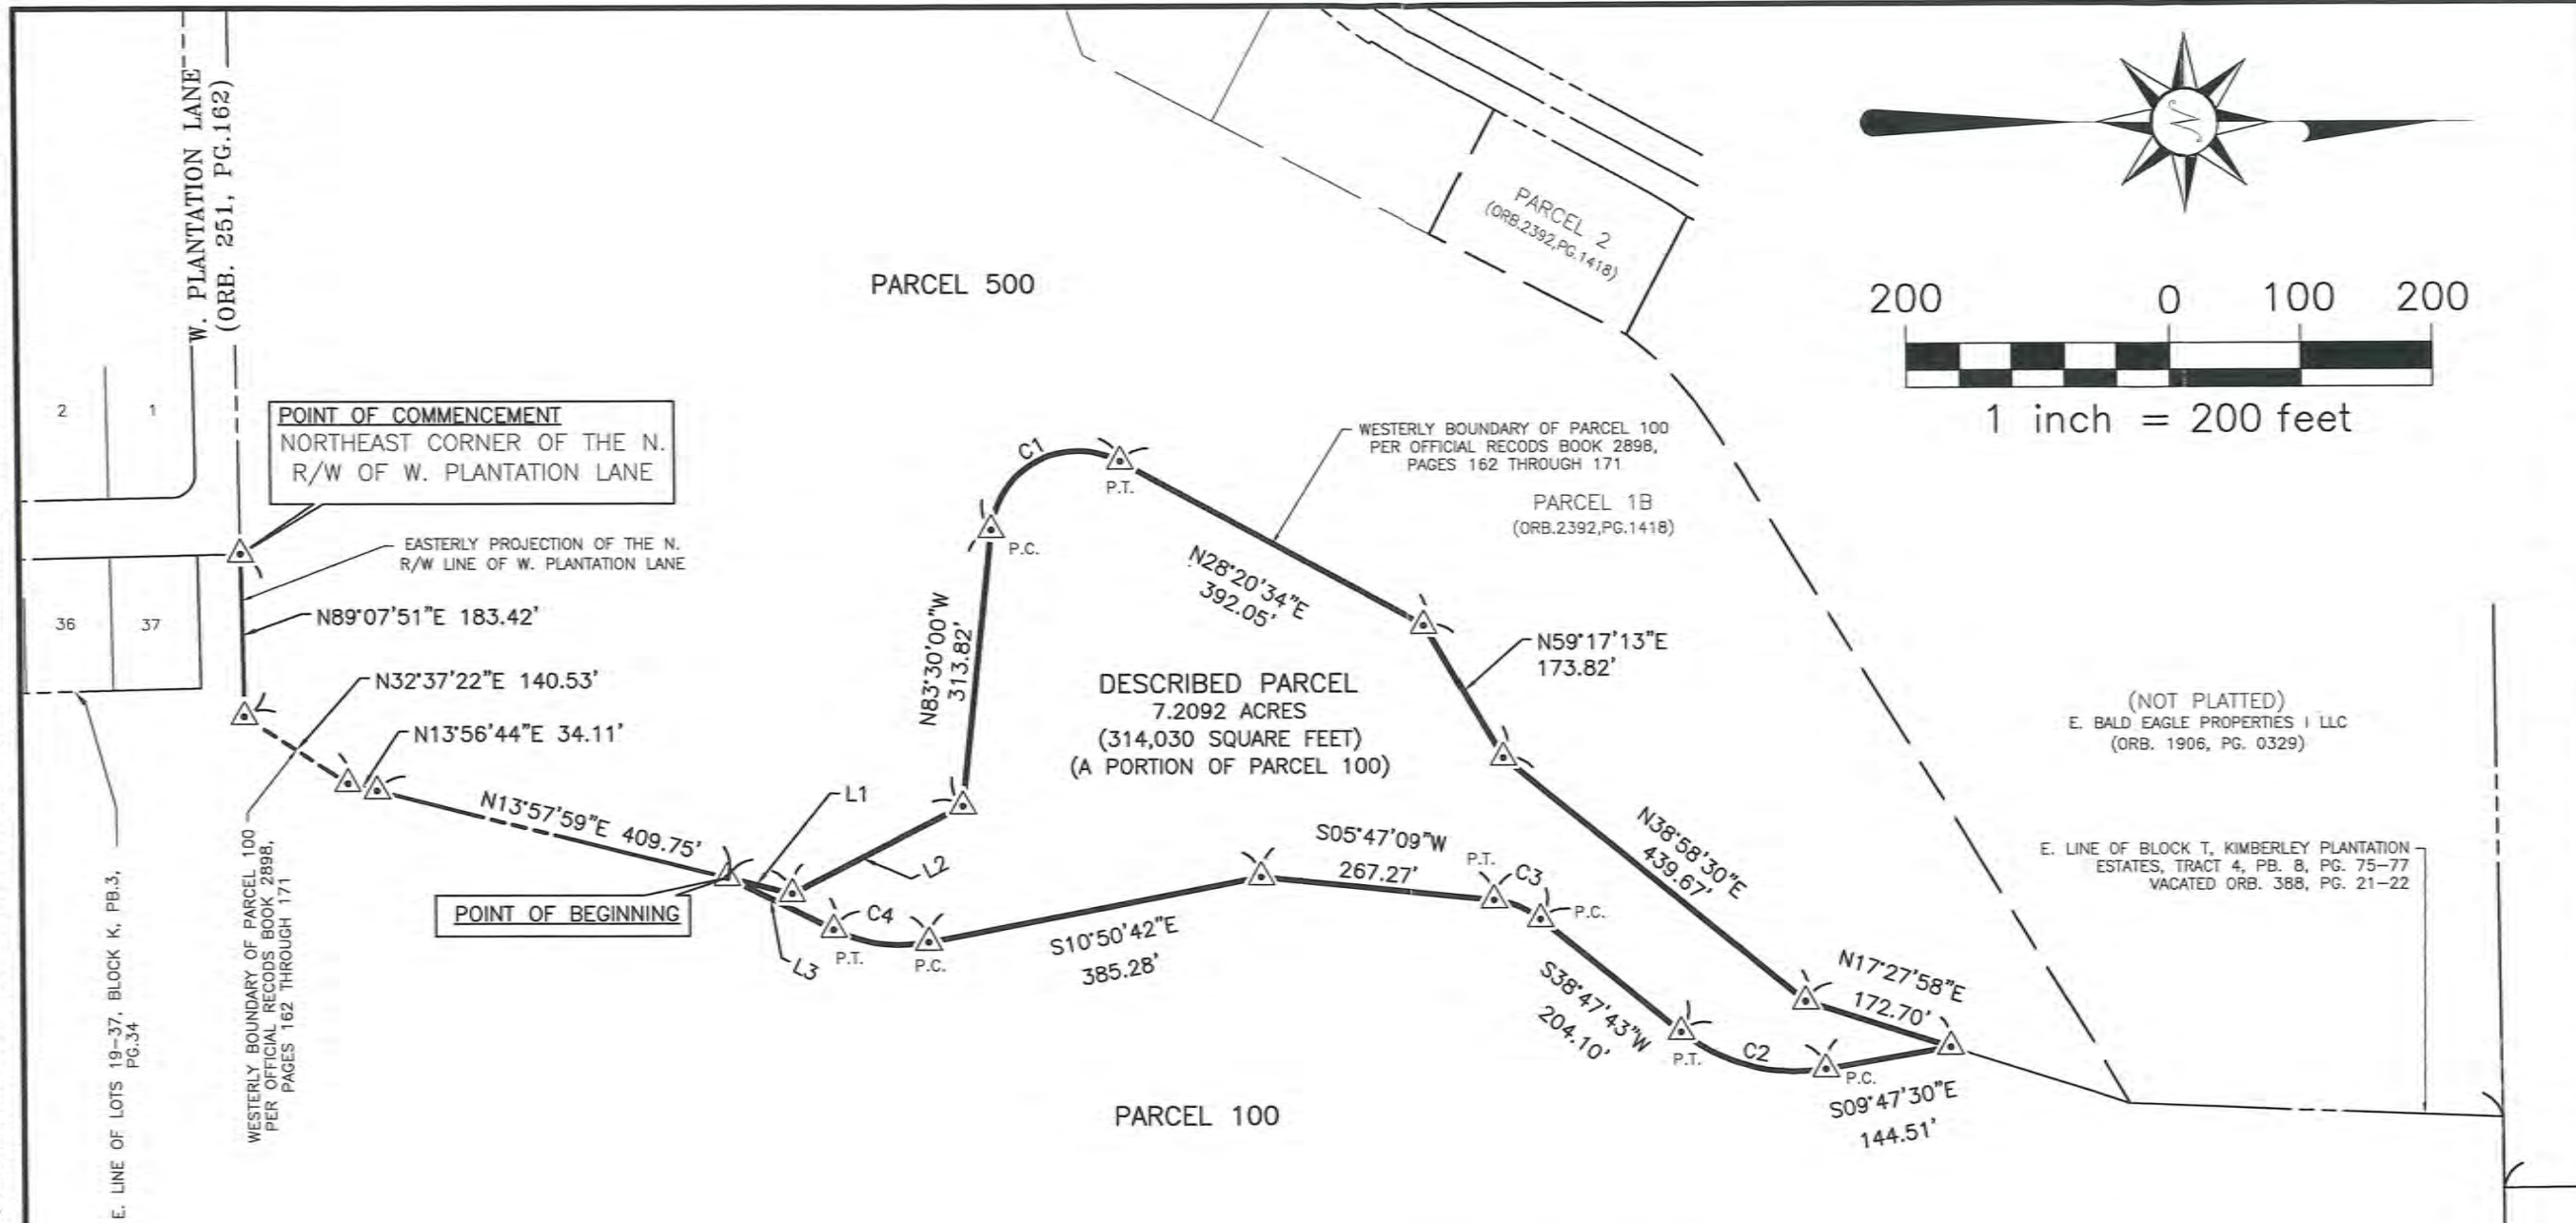 W. PLANTATION LANE
(ORB. 251, PG.162)
PARCEL 2
(ORB.2392,PG.1418)
N
PARCEL 500
200 0 100 200
1 inch = 200 feet
2
1
POINT OF COMMENCEMENT
NORTHEAST CORNER OF THE N.
R/W OF W. PLANTATION LANE
C1
P.T.
P.C.
WESTERLY BOUNDARY OF PARCEL 100
PER OFFICIAL RECODS BOOK 2898,
PAGES 162 THROUGH 171
PARCEL 1B
(ORB.2392,PG.1418)
EASTERLY PROJECTION OF THE N.
R/W LINE OF W. PLANTATION LANE
36
37
N89°07'51"E 183.42'
N28°20'34"E
392.05'
N59°17'13"E
173.82'
N83°30'00"W
313.82'
N32°37'22"E 140.53'
N13°56'44"E 34.11'
DESCRIBED PARCEL
7.2092 ACRES
(314,030 SQUARE FEET)
(A PORTION OF PARCEL 100)
(NOT PLATTED)
E. BALD EAGLE PROPERTIES I LLC
(ORB. 1906, PG. 0329)
N13°57'59"E 409.75'
L1
L2
S05°47'09"W
267.27'
P.T.
C3
P.C.
N38°58'30"E
439.67'
E. LINE OF BLOCK T, KIMBERLEY PLANTATION
ESTATES, TRACT 4, PB. 8, PG. 75-77
VACATED ORB. 388, PG. 21-22
POINT OF BEGINNING
C4
L3
P.T.
P.C.
S10°50'42"E
385.28'
S38°47'43"W
204.10'
N17°27'58"E
172.70'
P.T.
C2
P.C.
S09°47'30"E
144.51'
PARCEL 100
E. LINE OF LOTS 19-37, BLOCK K, PB.3,
PG.34
WESTERLY BOUNDARY OF PARCEL 100
PER OFFICIAL RECODS BOOK 2898,
PAGES 162 THROUGH 171